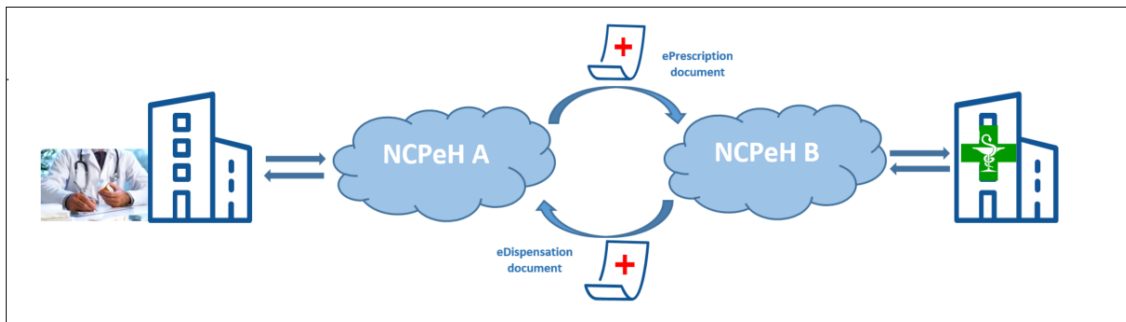 ePrescription
document
NCPeH A
NCPeH B
eDispensation
document